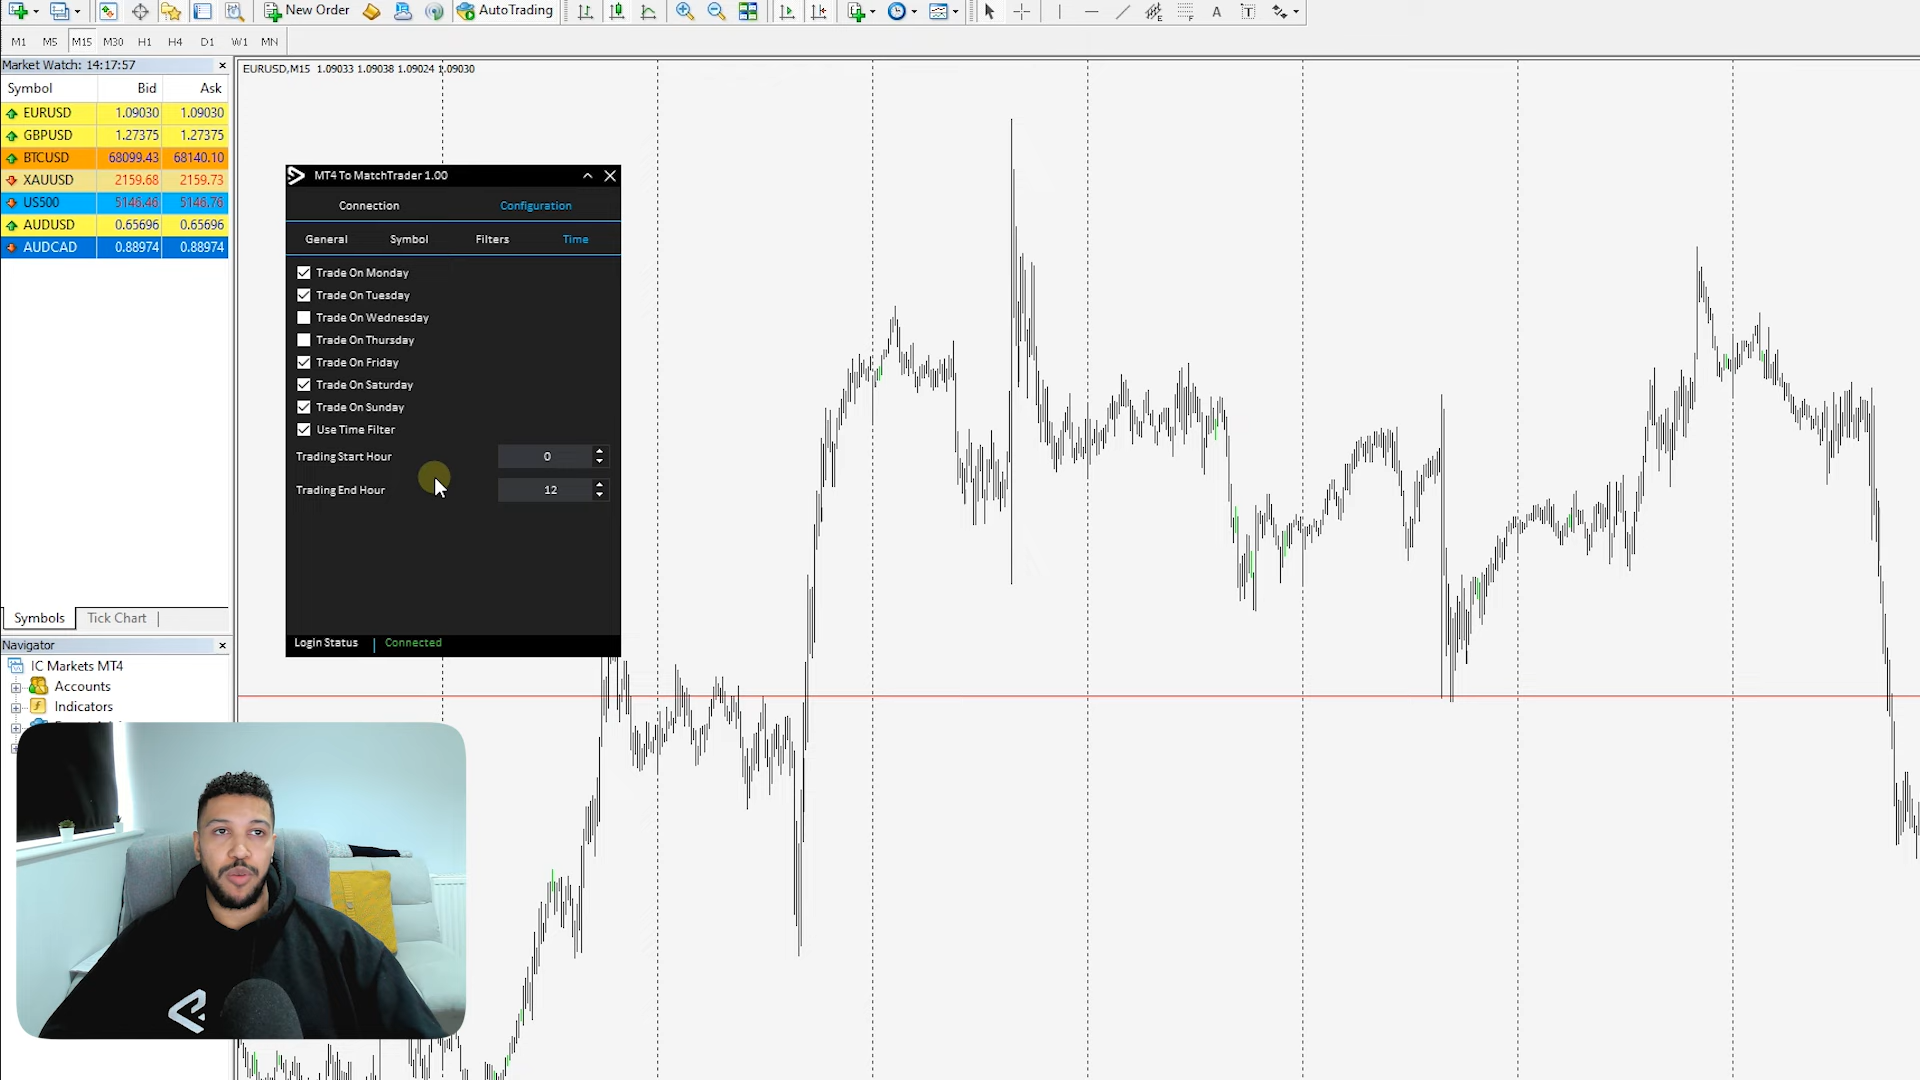 New Order
AutoTrading
M1 M5 M15 M30 H1 H4 D1 W1 MN
Market Watch: 14:17:57
Symbol Bid Ask
EURUSD 1.09030 1.09030
GBPUSD 1.27375 1.27375
BTCUSD 68099.43 68140.10
XAUUSD 2159.68 2159.73
US500 5146.46 5146.76
AUDUSD 0.65696 0.65696
AUDCAD 0.88974 0.88974
Symbols Tick Chart
Navigator
IC Markets MT4
Accounts
Indicators
EURUSD,M15 1.09033 1.09038 1.09024 1.09030
MT4 To MatchTrader 1.00
Connection Configuration
General Symbol Filters Time
Trade On Monday
Trade On Tuesday
Trade On Wednesday
Trade On Thursday
Trade On Friday
Trade On Saturday
Trade On Sunday
Use Time Filter
Trading Start Hour 0
Trading End Hour 12
Login Status | Connected